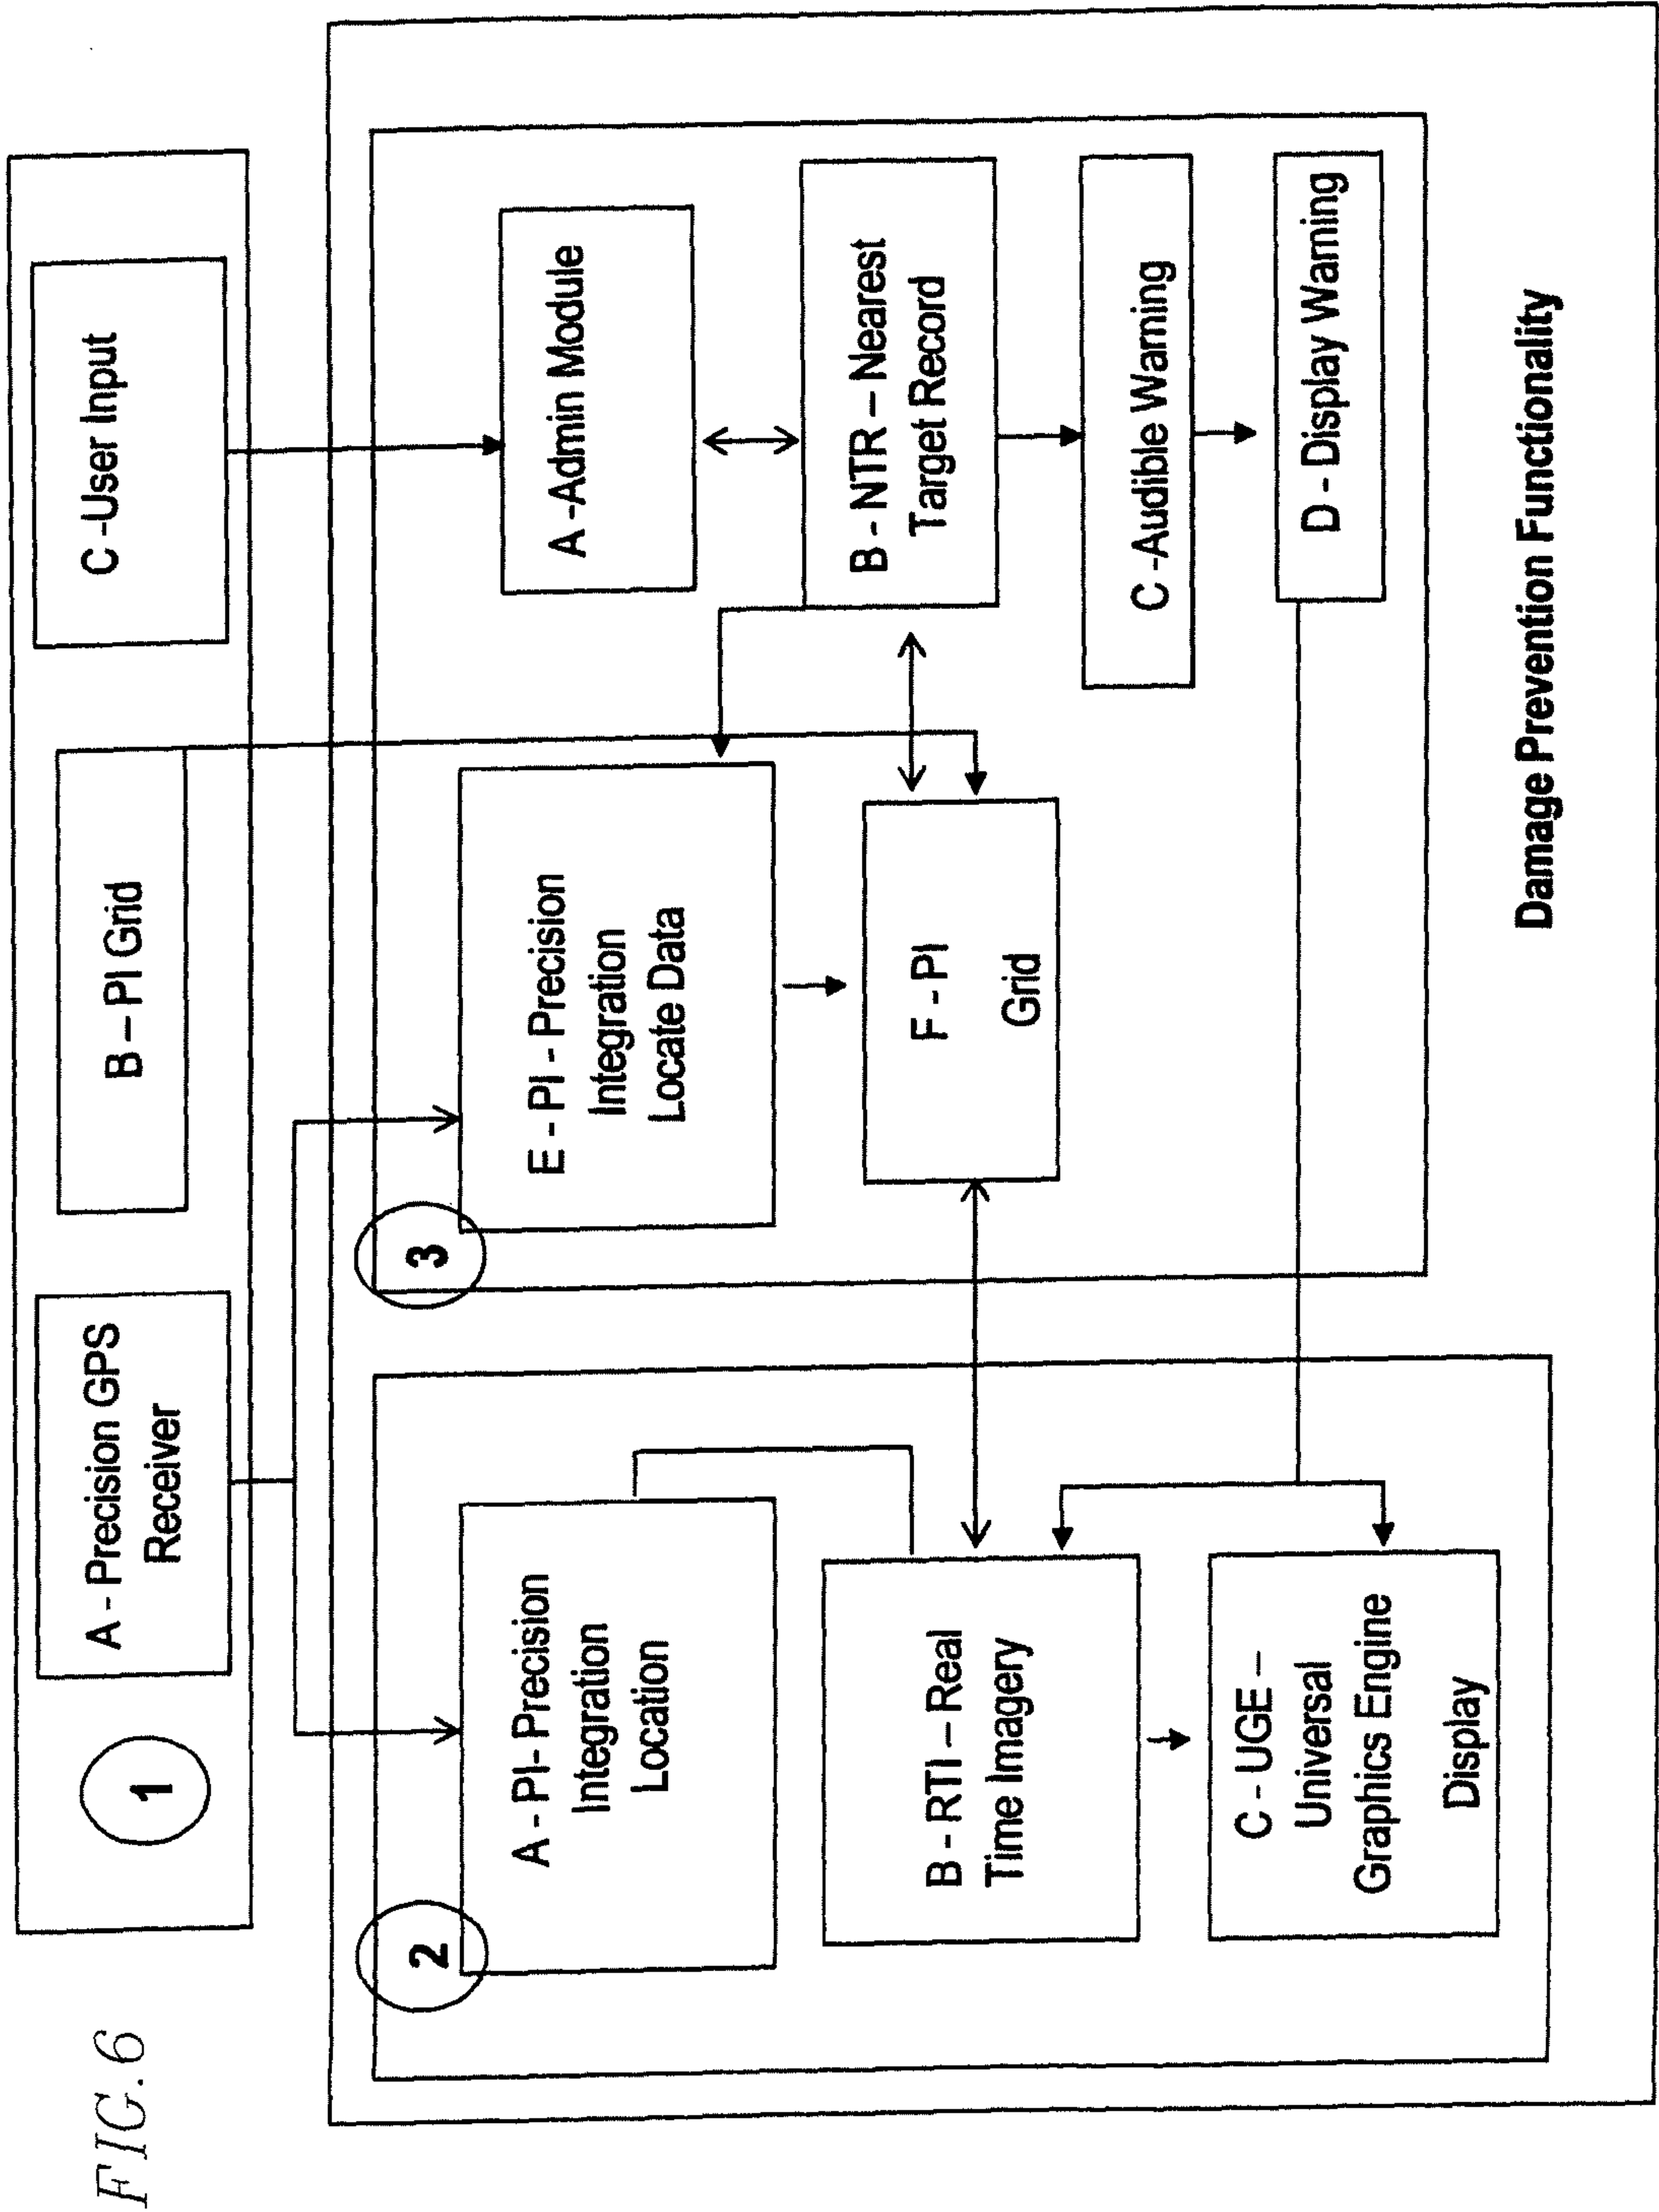 FIG. 6
1
A - Precision GPS
Receiver
B – PI Grid
C -User Input
2
A - PI- Precision
Integration
Location
B - RTI – Real
Time Imagery
C - UGE –
Universal
Graphics Engine
Display
3
E - PI - Precision
Integration
Locate Data
F - PI
Grid
A -Admin Module
B - NTR – Nearest
Target Record
C -Audible Warning
D - Display Warning
Damage Prevention Functionality